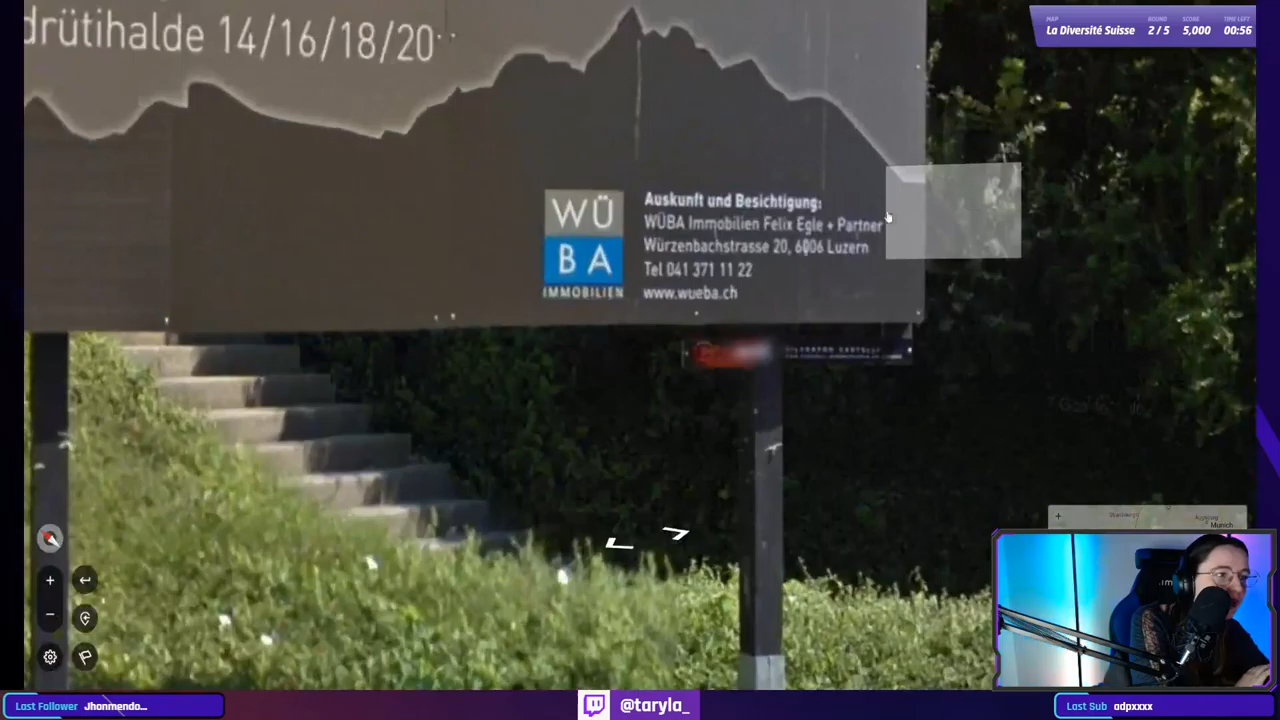 drütihalde 14/16/18/20
MAP
La Diversité Suisse
ROUND
2 / 5
SCORE
5,000
TIME LEFT
00:56
WÜ
BA
IMMOBILIEN
Auskunft und Besichtigung:
WÜBA Immobilien Felix Egle + Partner
Würzenbachstrasse 20, 6006 Luzern
Tel 041 371 11 22
www.wueba.ch
Munich
Last Follower Jhonmendo...
@taryla_
Last Sub adpxxxx